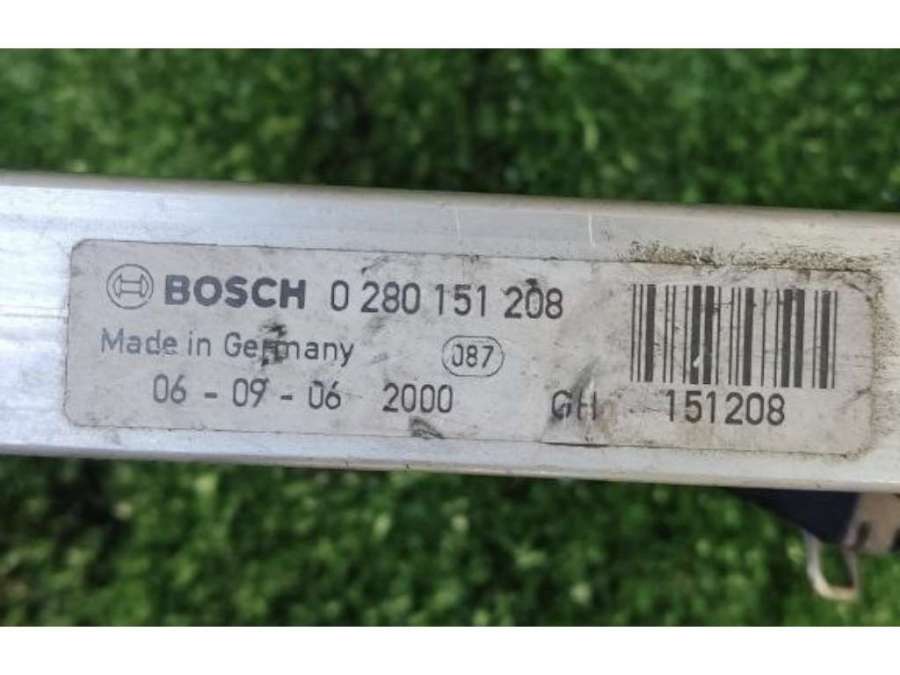 BOSCH 0 280 151 208
Made in Germany 087
06 - 09 - 06 2000 GH 151208